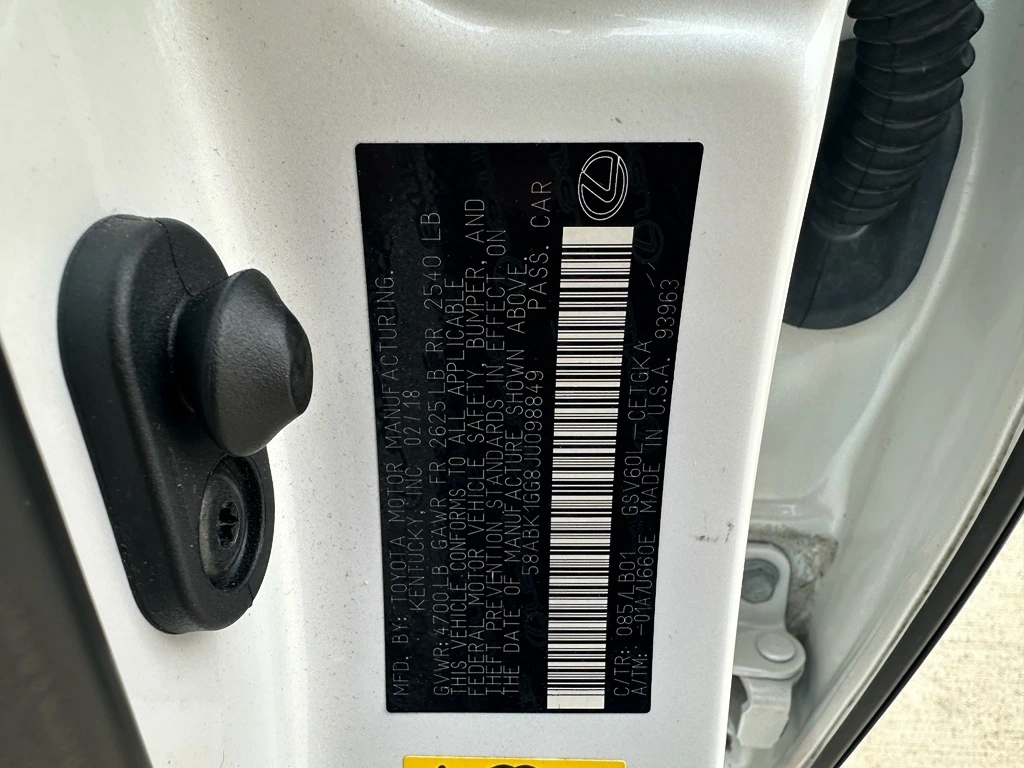 MFD. BY: TOYOTA MOTOR MANUFACTURING.
KENTUCKY, INC 02/18
GVWR: 4700LB GAWR FR 2625LB RR 2540 LB
THIS VEHICLE CONFORMS TO ALL APPLICABLE
FEDERAL MOTOR VEHICLE SAFETY, BUMPER, AND
THEFT PREVENTION STANDARDS IN EFFECT ON
THE DATE OF MANUFACTURE SHOWN ABOVE.
58ABK1GG8JU098849 PASS. CAR
C/TR: 085/LB01 GSV60L-CETGKA
A/TM: -01A/U660E MADE IN U.S.A. 93963